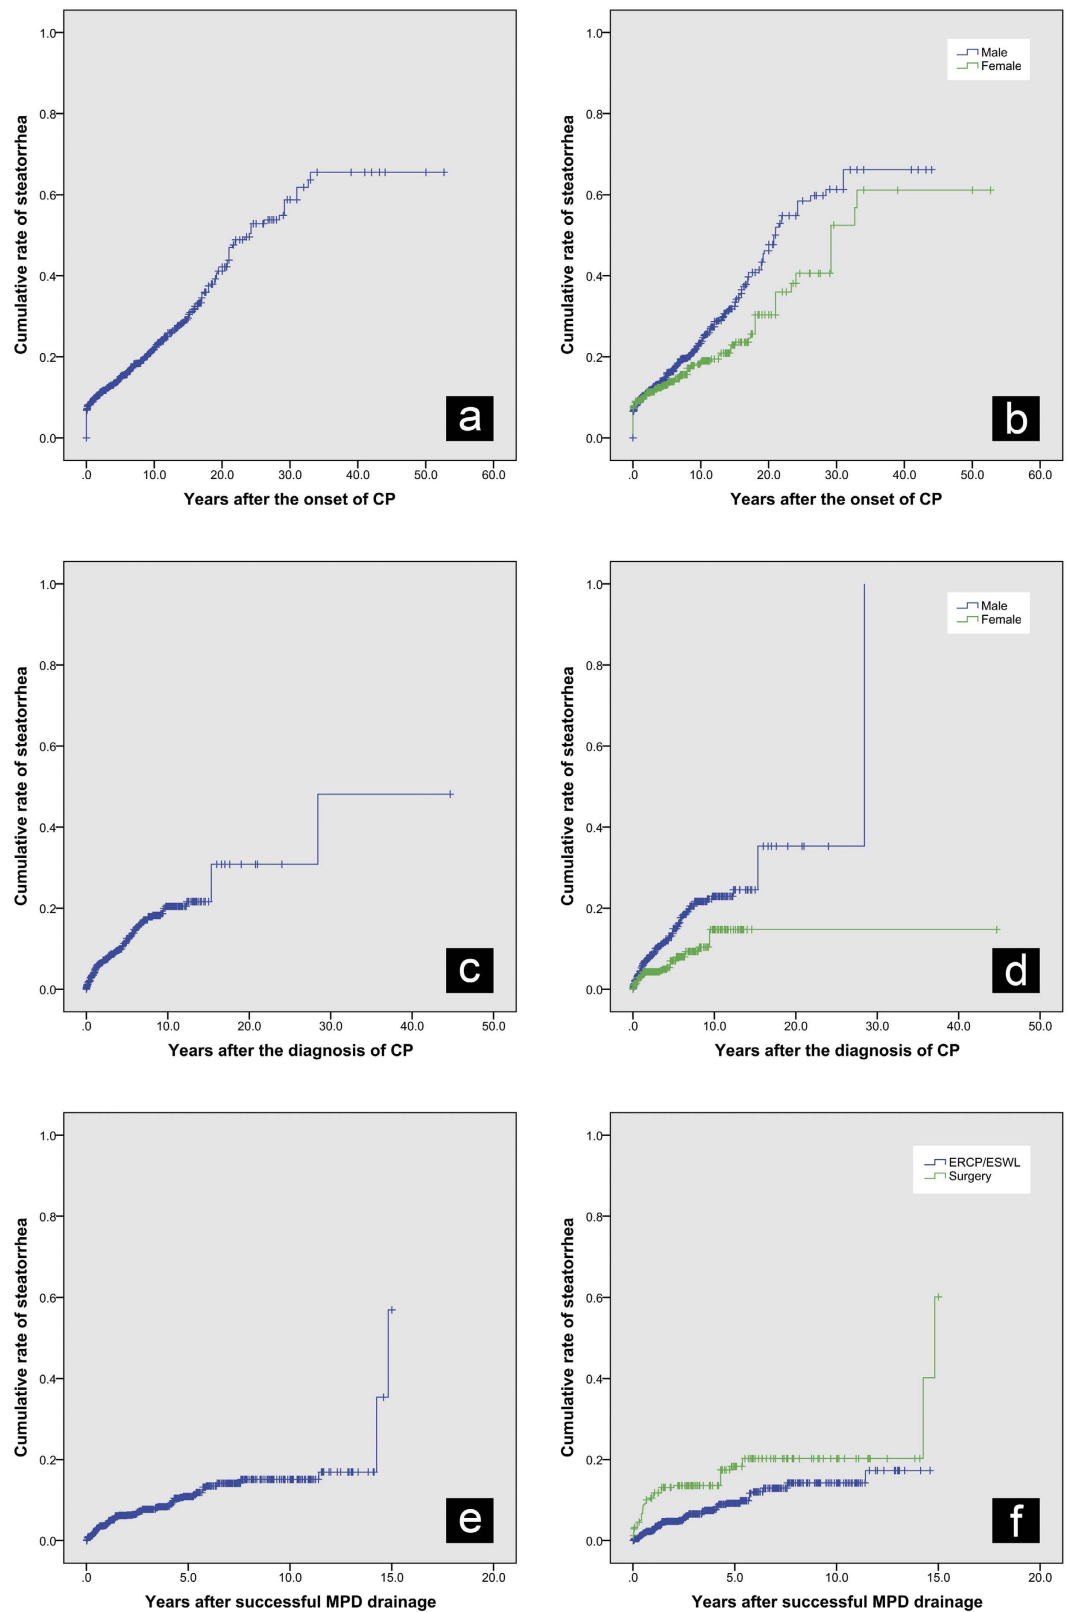 1.0
0.8
0.6
0.4
0.2
0.0
Cumulative rate of steatorrhea
.0 10.0 20.0 30.0 40.0 50.0 60.0
Years after the onset of CP
a
1.0
0.8
0.6
0.4
0.2
0.0
Cumulative rate of steatorrhea
Male
Female
.0 10.0 20.0 30.0 40.0 50.0 60.0
Years after the onset of CP
b
1.0
0.8
0.6
0.4
0.2
0.0
Cumulative rate of steatorrhea
.0 10.0 20.0 30.0 40.0 50.0
Years after the diagnosis of CP
c
1.0
0.8
0.6
0.4
0.2
0.0
Cumulative rate of steatorrhea
Male
Female
.0 10.0 20.0 30.0 40.0 50.0
Years after the diagnosis of CP
d
1.0
0.8
0.6
0.4
0.2
0.0
Cumulative rate of steatorrhea
.0 5.0 10.0 15.0 20.0
Years after successful MPD drainage
e
1.0
0.8
0.6
0.4
0.2
0.0
Cumulative rate of steatorrhea
ERCP/ESWL
Surgery
.0 5.0 10.0 15.0 20.0
Years after successful MPD drainage
f